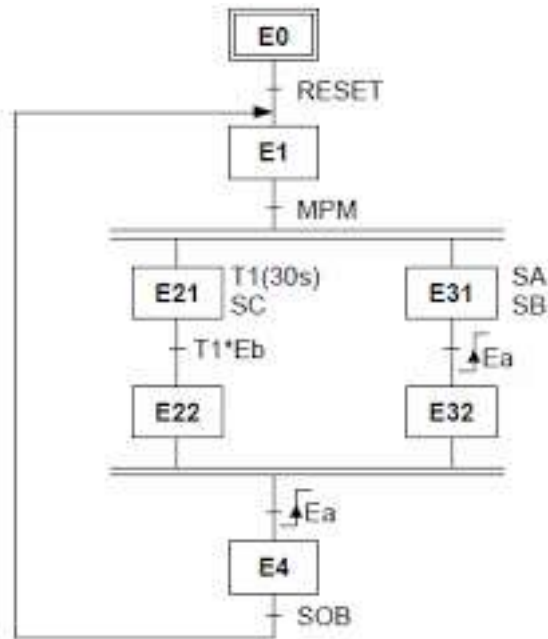 E0
RESET
E1
MPM
E21
T1(30s)
SC
E31
SA
SB
T1*Eb
Ea
E22
E32
Ea
E4
SOB